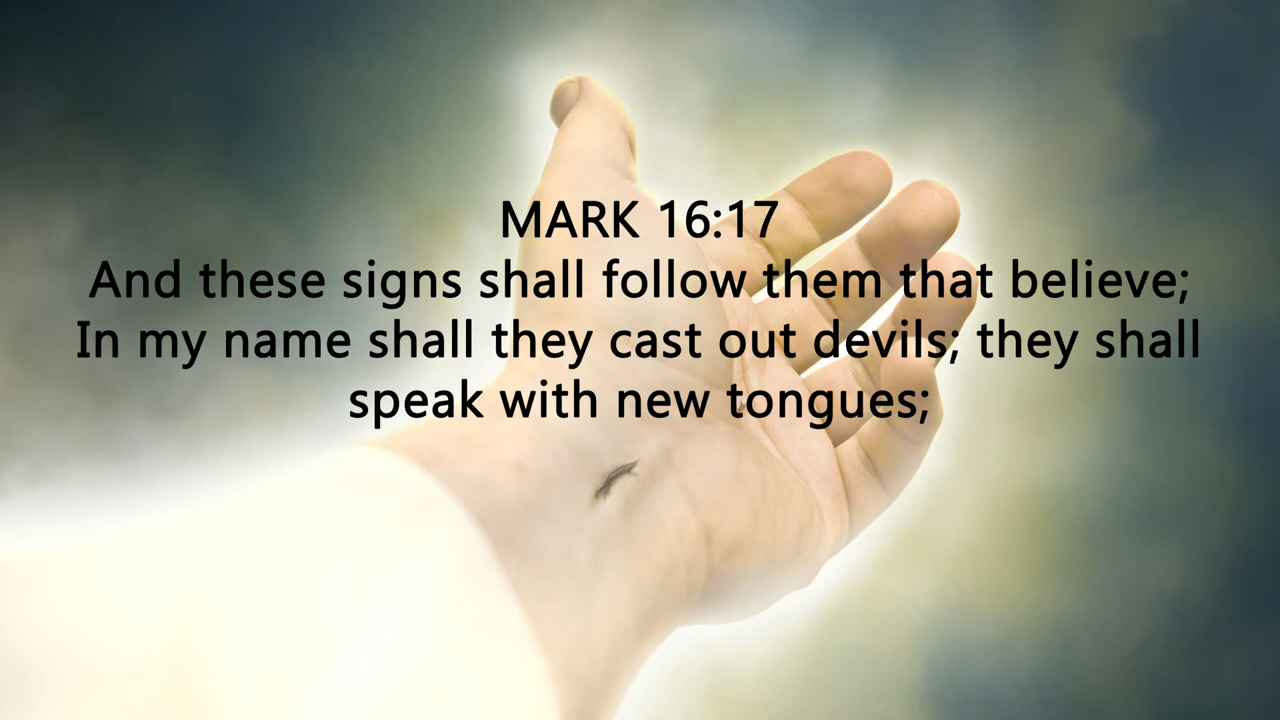 MARK 16:17
And these signs shall follow them that believe;
In my name shall they cast out devils; they shall
speak with new tongues;